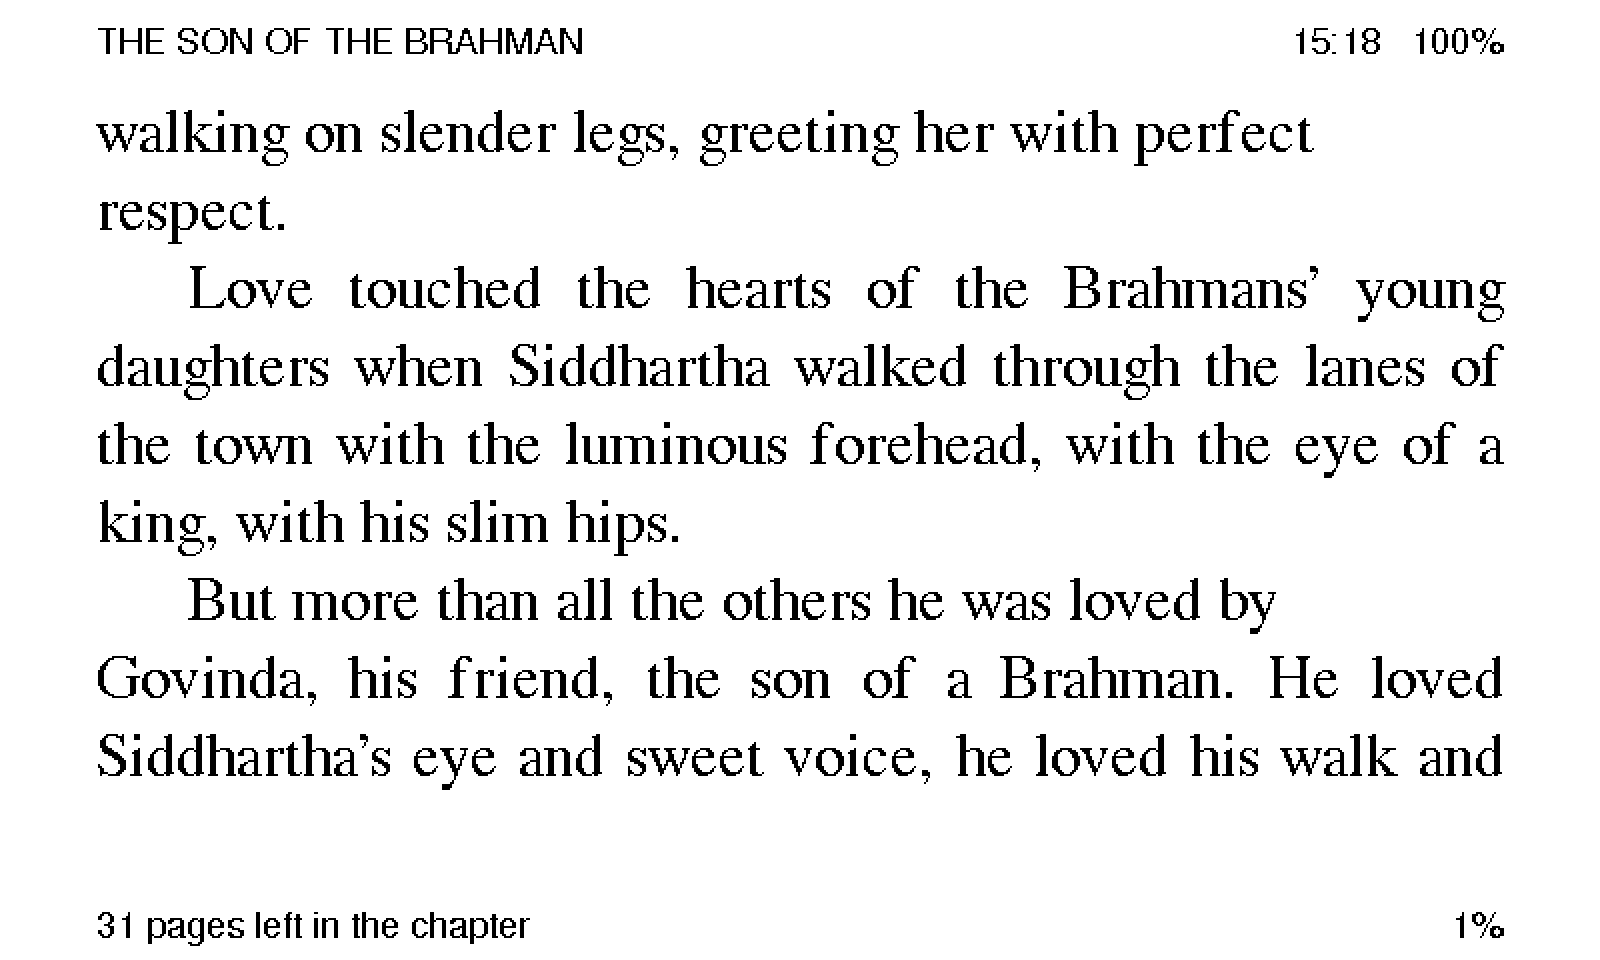 THE SON OF THE BRAHMAN 15:18 100%
walking on slender legs, greeting her with perfect
respect.
Love touched the hearts of the Brahmans’ young
daughters when Siddhartha walked through the lanes of
the town with the luminous forehead, with the eye of a
king, with his slim hips.
But more than all the others he was loved by
Govinda, his friend, the son of a Brahman. He loved
Siddhartha’s eye and sweet voice, he loved his walk and
31 pages left in the chapter 1%